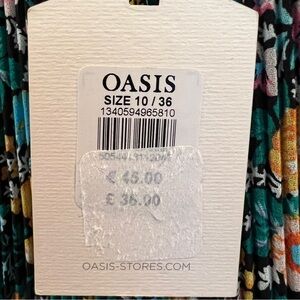 OASIS
SIZE 10 / 36
1340594965810
€ 45.00
£ 36.00
OASIS-STORES.COM